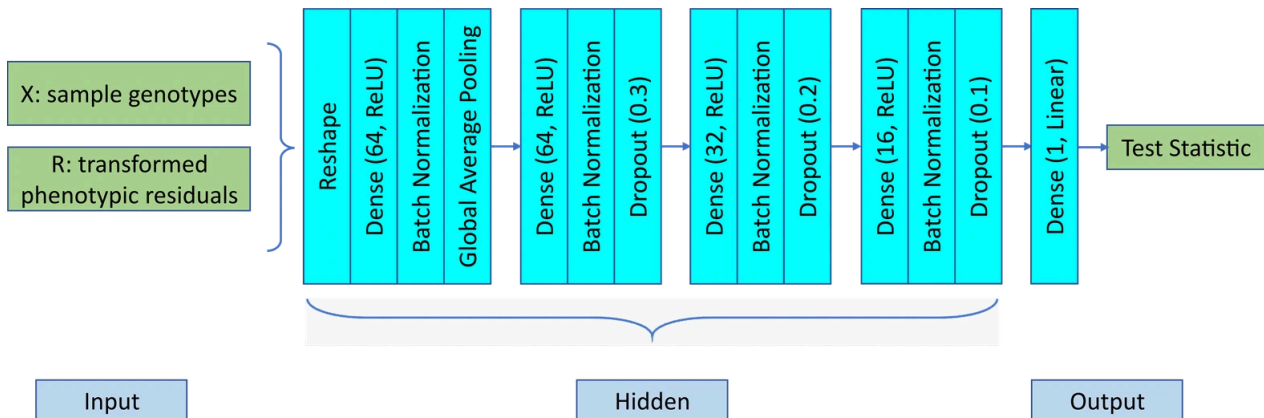 X: sample genotypes
R: transformed
phenotypic residuals
Reshape
Dense (64, ReLU)
Batch Normalization
Global Average Pooling
Dense (64, ReLU)
Batch Normalization
Dropout (0.3)
Dense (32, ReLU)
Batch Normalization
Dropout (0.2)
Dense (16, ReLU)
Batch Normalization
Dropout (0.1)
Dense (1, Linear)
Test Statistic
Input
Hidden
Output